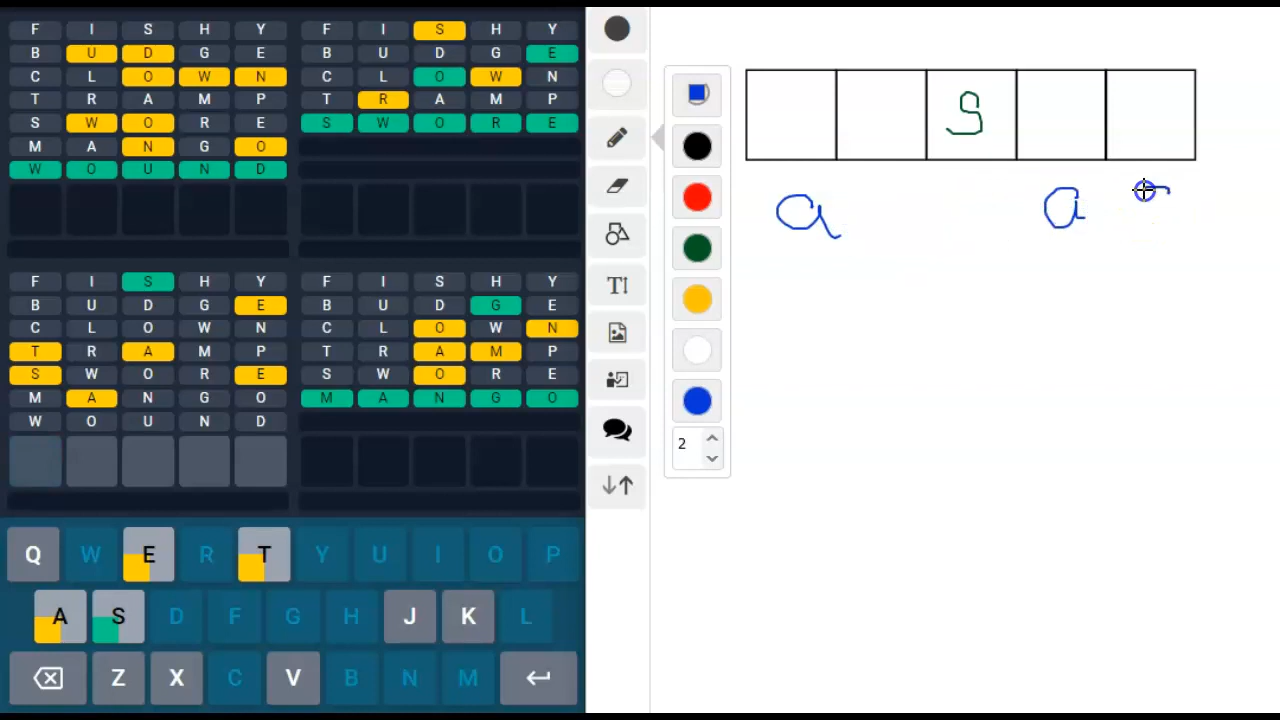 F I S H Y F I S H Y
B U D G E B U D G E
C L O W N C L O W N
T R A M P T R A M P
S W O R E S W O R E
M A N G O
W O U N D
F I S H Y F I S H Y
B U D G E B U D G E
C L O W N C L O W N
T R A M P T R A M P
S W O R E S W O R E
M A N G O M A N G O
W O U N D
Q W E R T Y U I O P
A S D F G H J K L
Z X C V B N M
T
2
S
a a